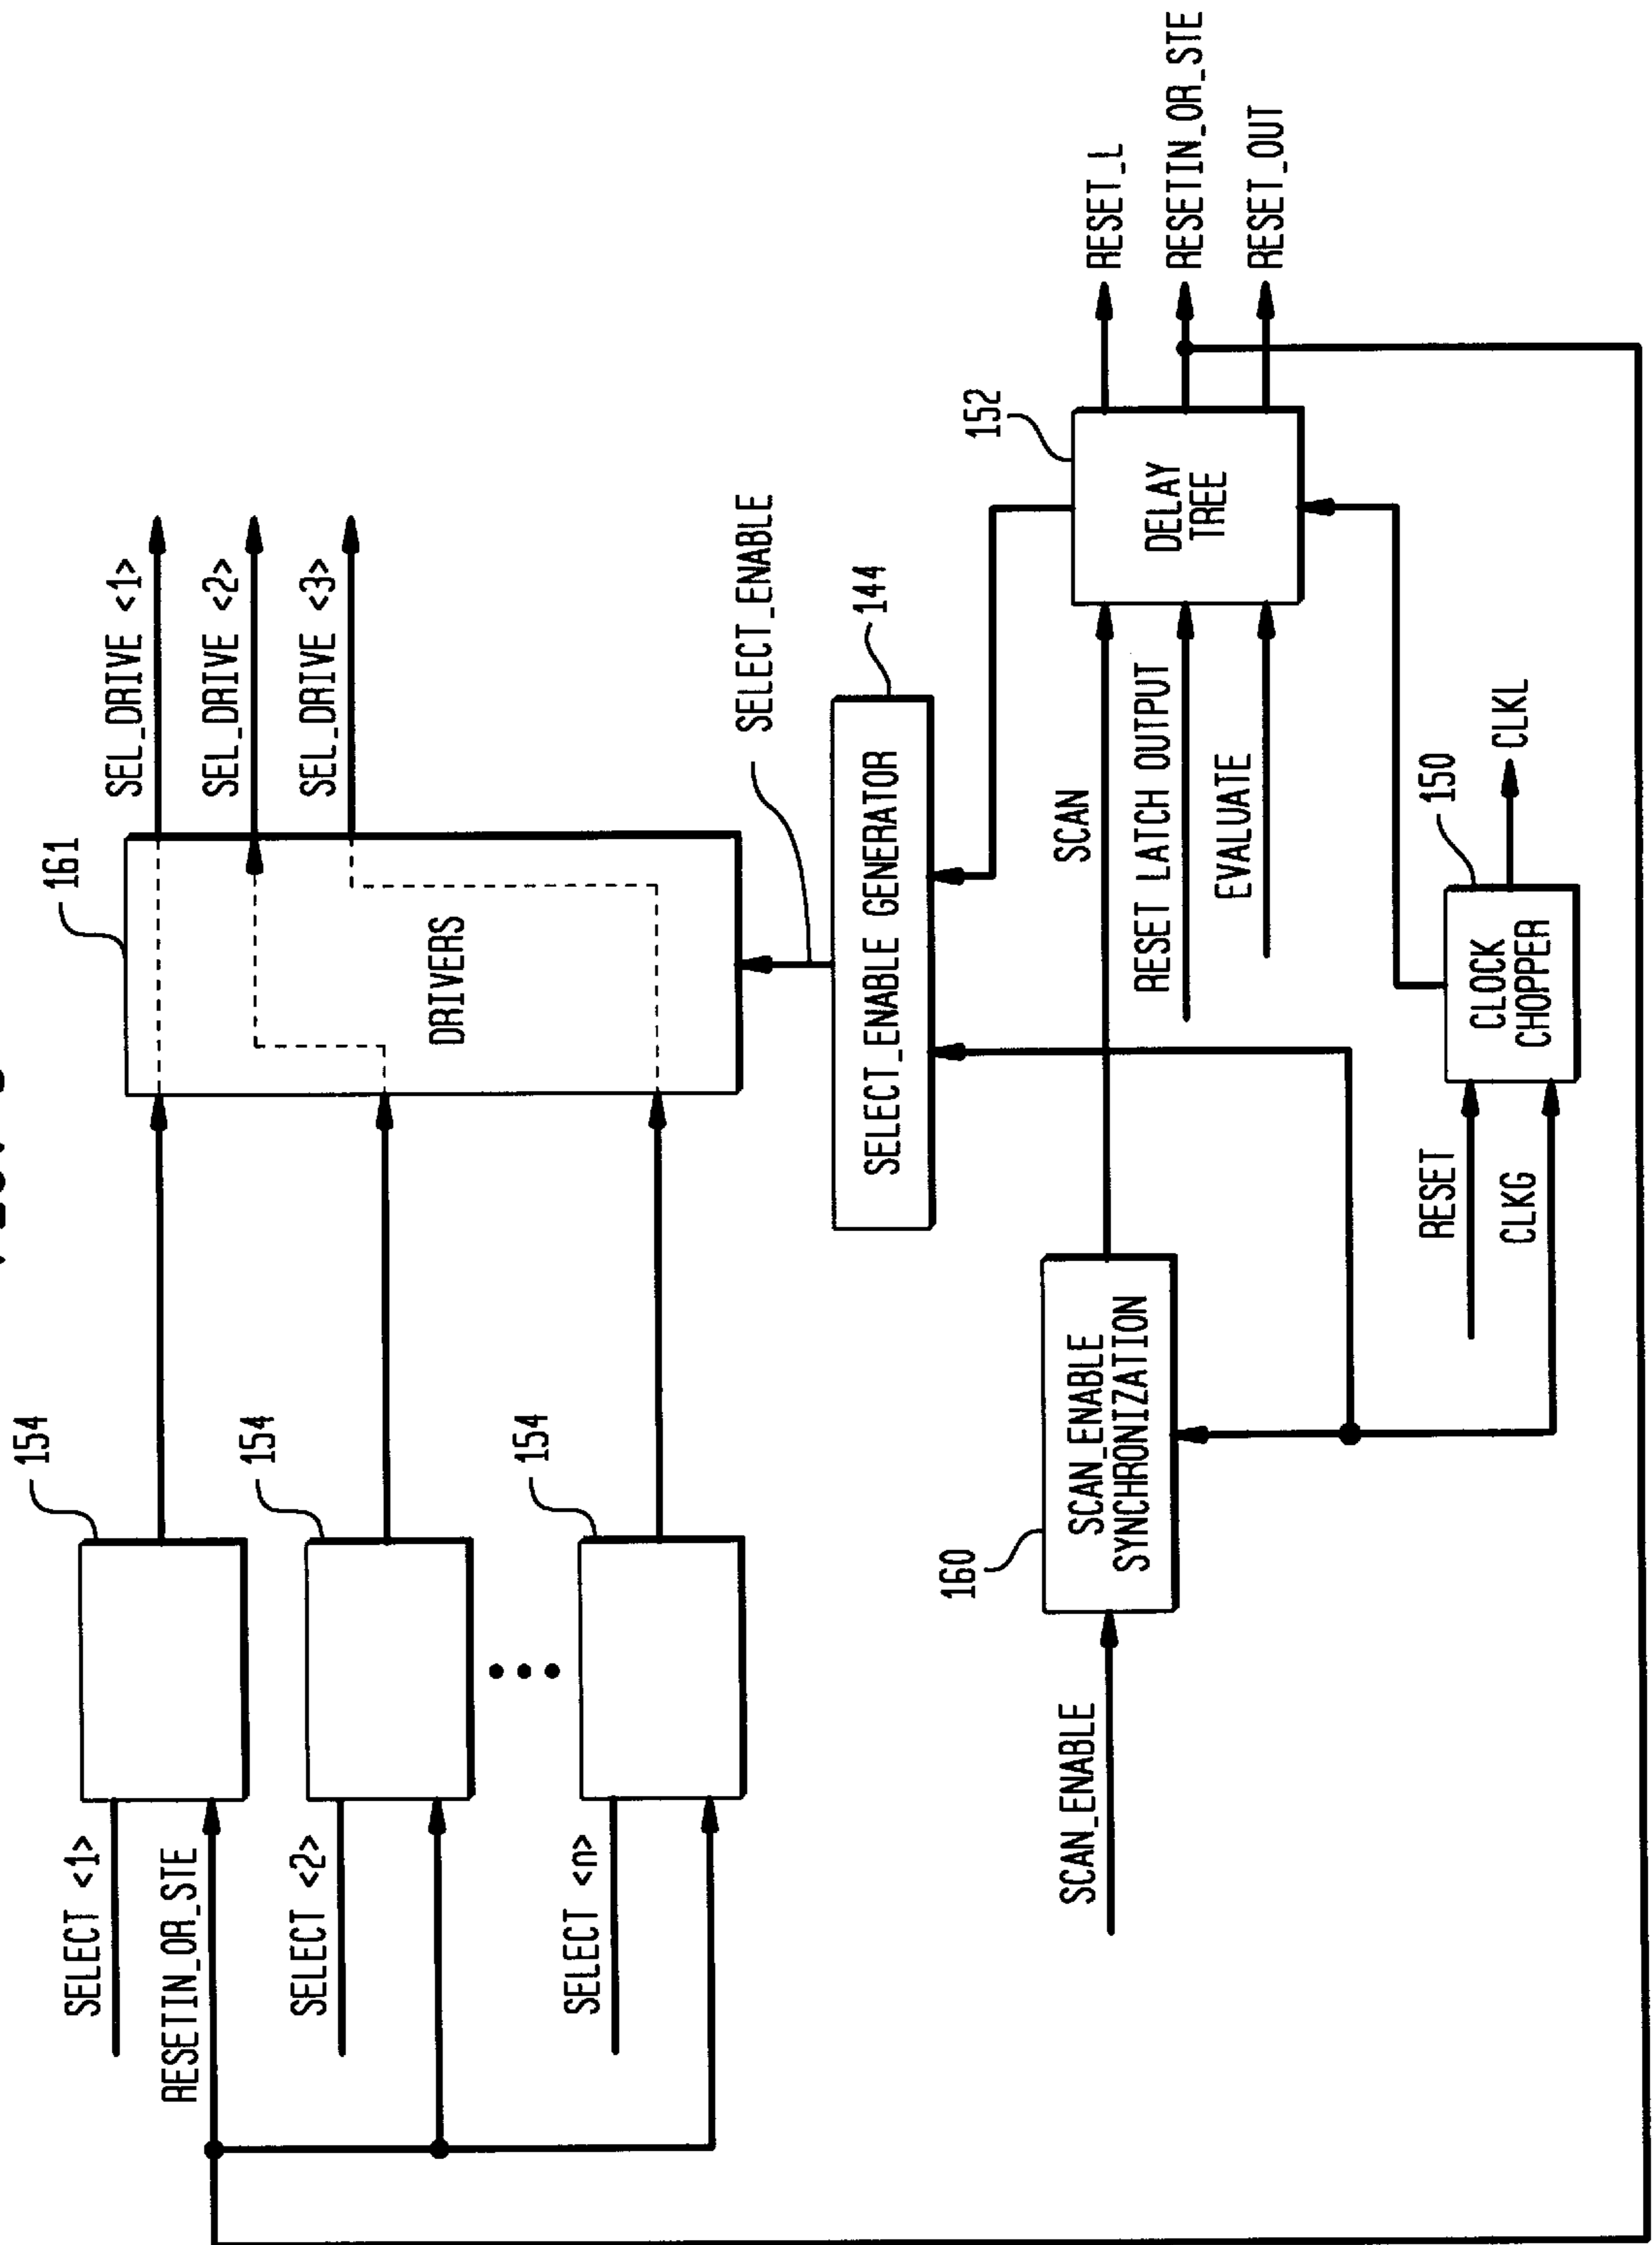 154
SELECT <1>
RESETIN_OR_STE
154
SELECT <2>
154
SELECT <n>
161
DRIVERS
SEL_DRIVE <1>
SEL_DRIVE <2>
SEL_DRIVE <3>
SELECT_ENABLE
144
SELECT_ENABLE GENERATOR
SCAN_ENABLE
160
SCAN_ENABLE
SYNCHRONIZATION
SCAN
RESET LATCH OUTPUT
EVALUATE
152
DELAY
TREE
RESET_L
RESETIN_OR_STE
RESET_OUT
RESET
CLKG
150
CLOCK
CHOPPER
CLKL